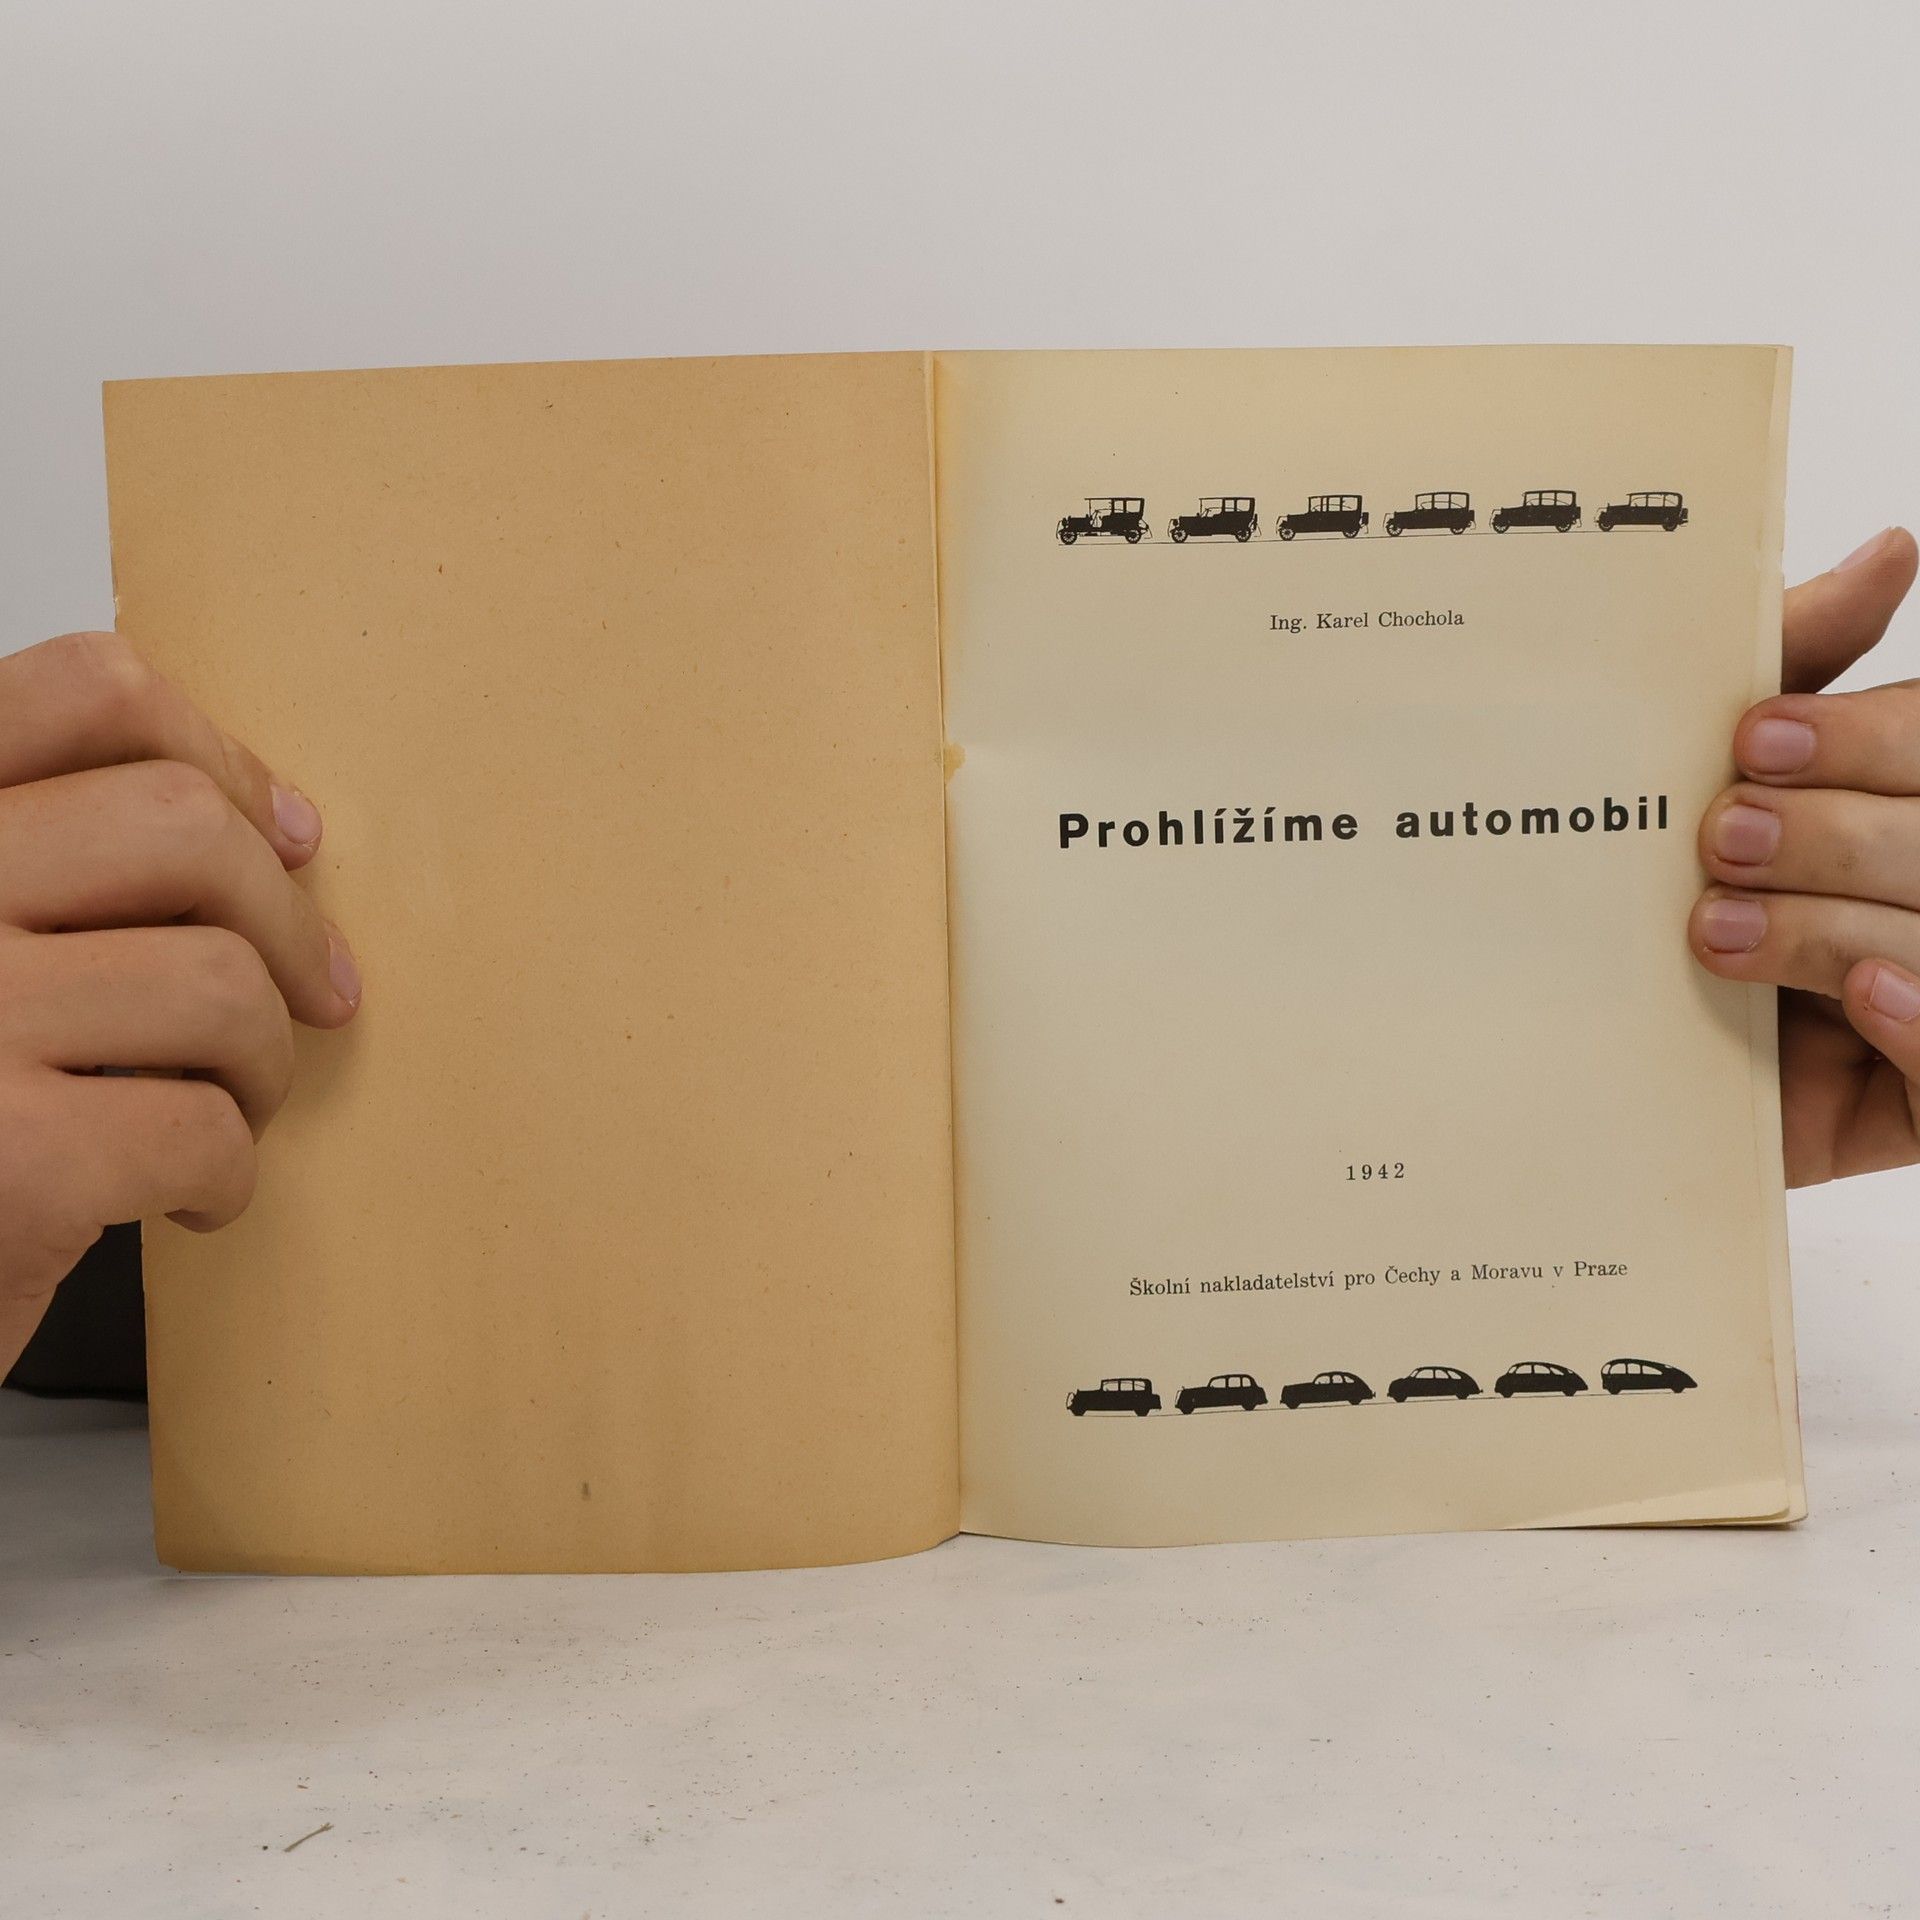 Ing. Karel Chochola
Prohlížíme automobil
1942
Školní nakladatelství pro Čechy a Moravu v Praze